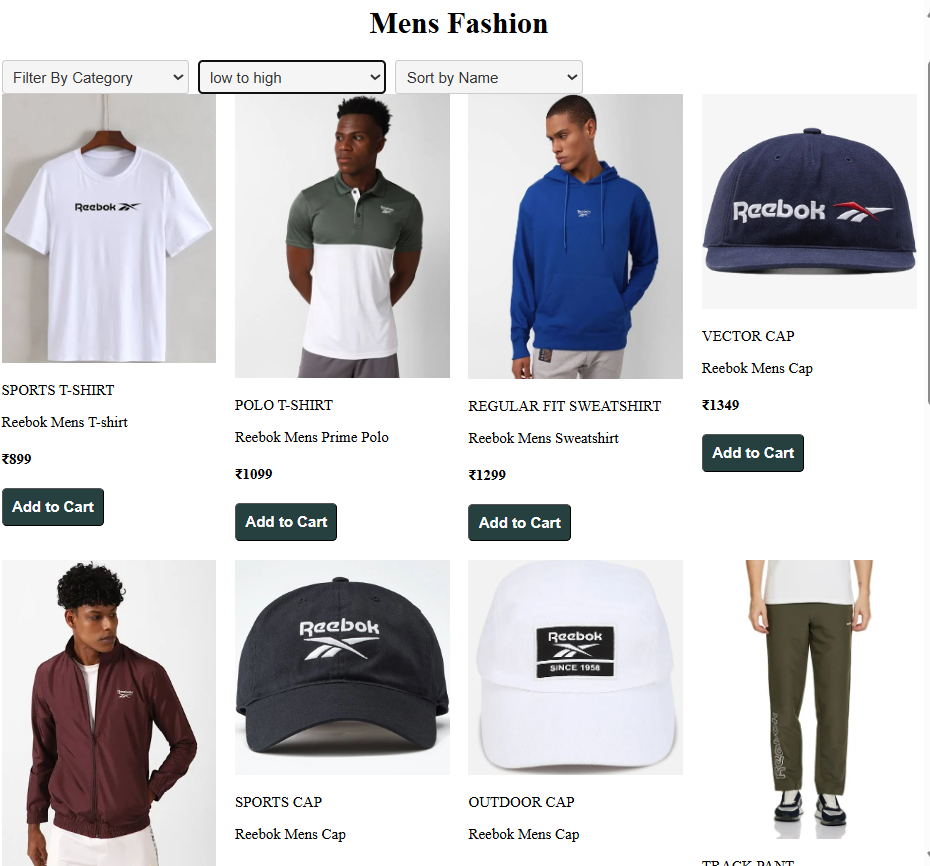 Mens Fashion
Filter By Category
low to high
Sort by Name
Reebok
Reebok
SPORTS T-SHIRT
Reebok Mens T-shirt
₹899
Add to Cart
POLO T-SHIRT
Reebok Mens Prime Polo
₹1099
Add to Cart
REGULAR FIT SWEATSHIRT
Reebok Mens Sweatshirt
₹1299
Add to Cart
VECTOR CAP
Reebok Mens Cap
₹1349
Add to Cart
Reebok
Reebok
SINCE 1958
SPORTS CAP
Reebok Mens Cap
OUTDOOR CAP
Reebok Mens Cap
TRACK PANT